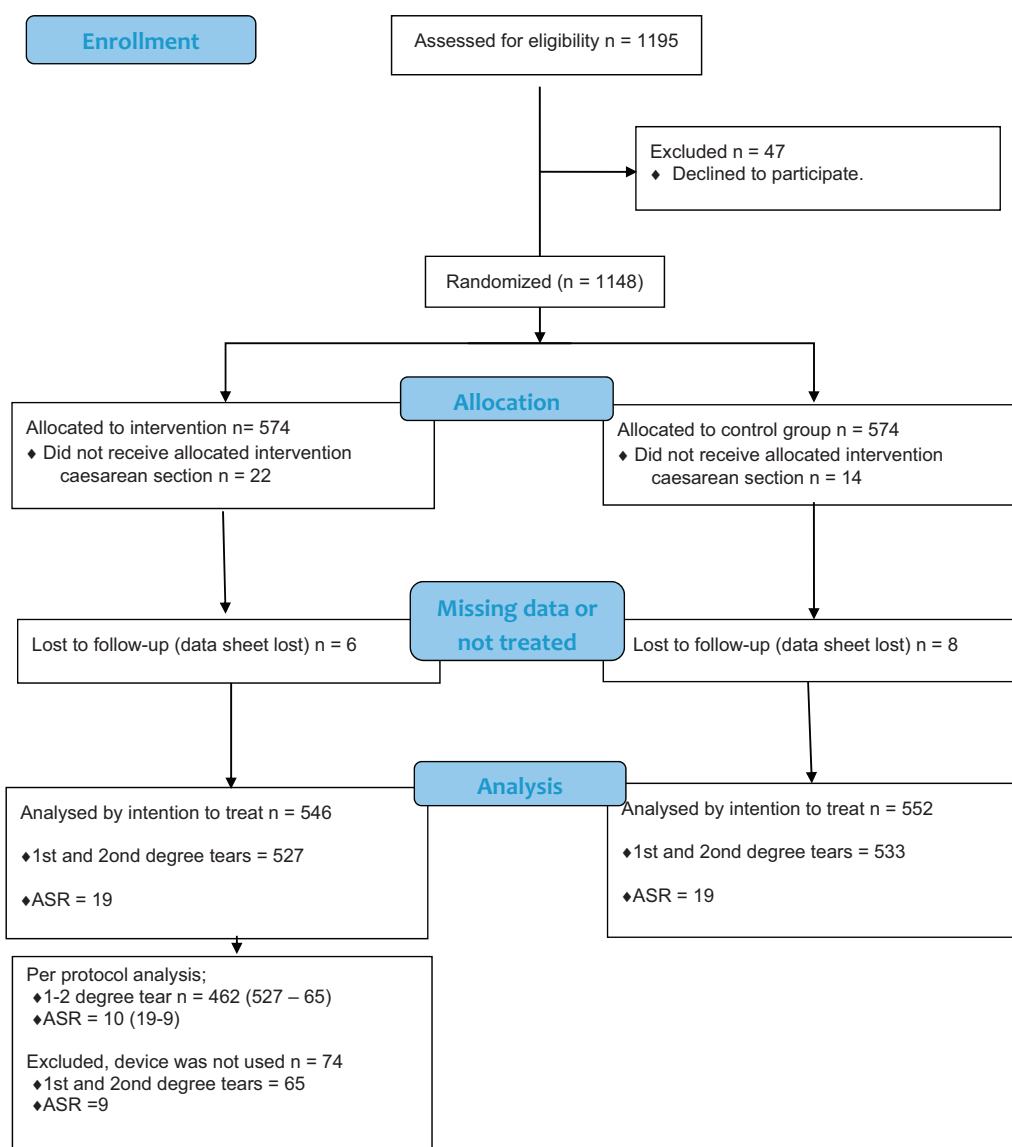 Enrollment
Assessed for eligibility n = 1195
Excluded n = 47
♦ Declined to participate.
Randomized (n = 1148)
Allocation
Allocated to intervention n= 574
♦ Did not receive allocated intervention
caesarean section n = 22
Allocated to control group n = 574
♦ Did not receive allocated intervention
caesarean section n = 14
Missing data or
not treated
Lost to follow-up (data sheet lost) n = 6
Lost to follow-up (data sheet lost) n = 8
Analysis
Analysed by intention to treat n = 546
♦1st and 2ond degree tears = 527
♦ASR = 19
Analysed by intention to treat n = 552
♦1st and 2ond degree tears = 533
♦ASR = 19
Per protocol analysis;
♦1-2 degree tear n = 462 (527 – 65)
♦ASR = 10 (19-9)
Excluded, device was not used n = 74
♦1st and 2ond degree tears = 65
♦ASR =9